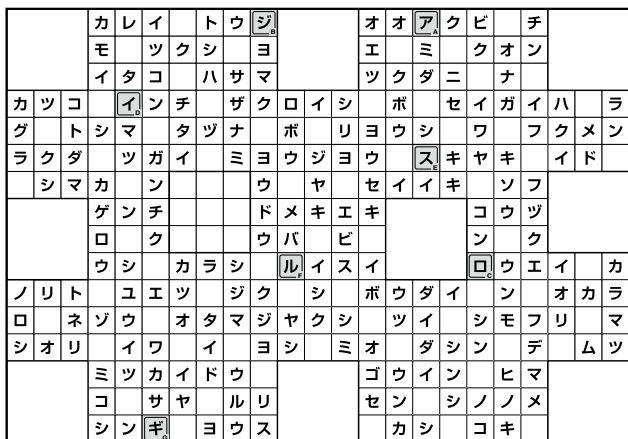 カレイ トウジB オオアAクビ チ
モ ツクシ ヨ エ ミ クオン
イタコ ハサマ ツクダニ ナ
カツコ イDンチ ザクロイシ ボ セイガイハ ラ
グ トシマ タヅナ ボ リヨウシ ワ フクメン
ラクダ ツガイ ミヨウジヨウ スEキヤキ イド
シマカ ン ウ ヤ セイイキ ソフ
ゲンチ ドメキエキ コウヅ
ロ ク ウバ ビ ン ク
ウシ カラシ ルFイスイ ロCウエイ カ
ノリト ユエツ ジク シ ボウダイ ン オカラ
ロ ネゾウ オタマジヤクシ ツイ シモフリ マ
シオリ イワ イ ヨシ ミオ ダシン デ ムツ
ミツカイドウ ゴウイン ヒマ
コ サヤ ルリ セン シノノメ
シンギG ヨウス カシ コキ